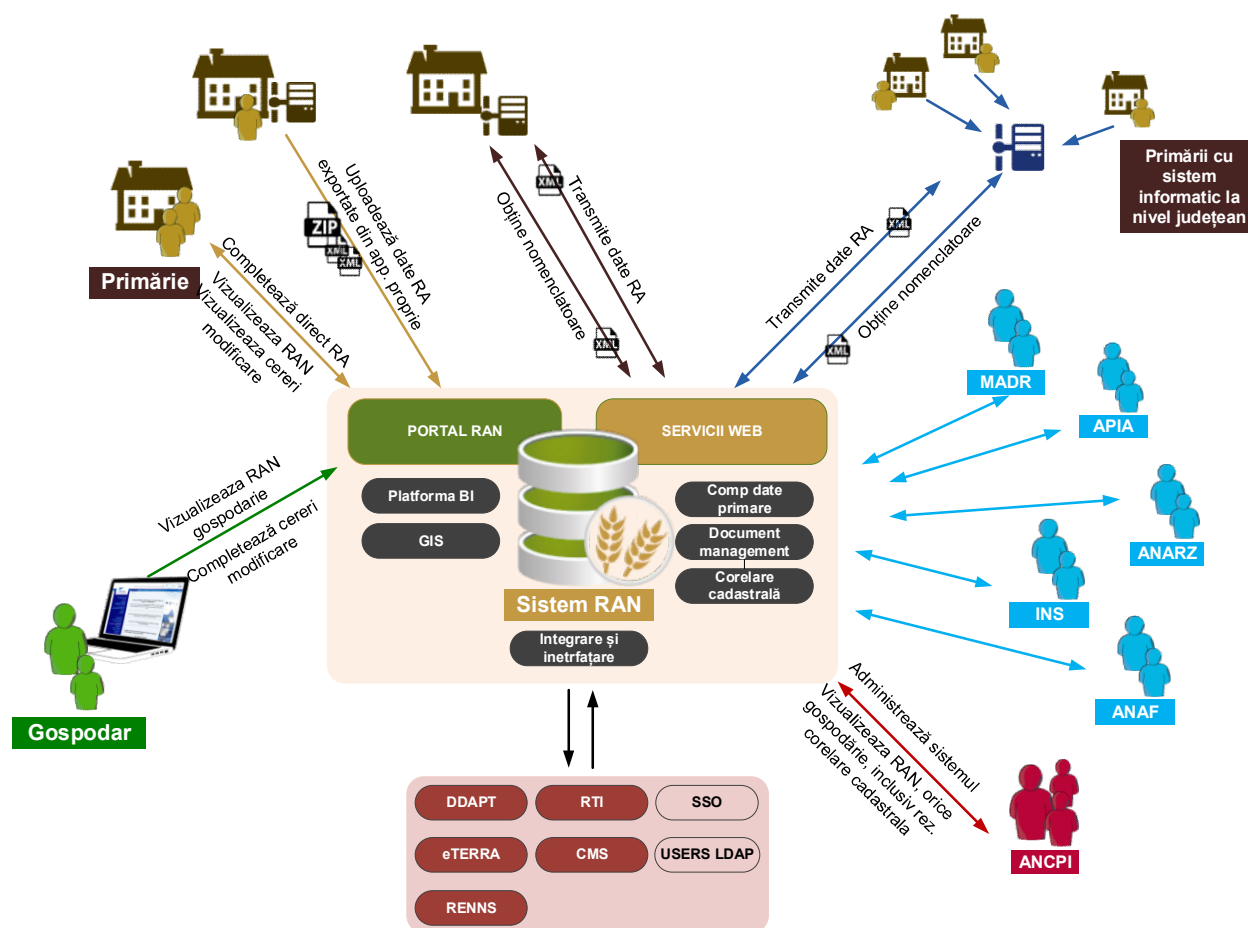 Primării cu
sistem
informatic la
nivel județean
Primărie
Completează direct RA
Vizualizeaza RAN
Vizualizeaza cereri
modificare
Uploadează date RA
exportate din app. proprie
ZIP
XML
XML
Obține nomenclatoare
XML
Transmite date RA
XML
Transmite date RA
XML
Obține nomenclatoare
XML
MADR
APIA
ANARZ
INS
ANAF
PORTAL RAN
SERVICII WEB
Platforma BI
GIS
Comp date
primare
Document
management
Corelare
cadastrală
Sistem RAN
Integrare și
inetrfațare
Vizualizeaza RAN
gospodarie
Completează cereri
modificare
Gospodar
Administrează sistemul
Vizualizeaza RAN, orice
gospodărie, inclusiv rez.
corelare cadastrala
ANCPI
DDAPT
RTI
SSO
eTERRA
CMS
USERS LDAP
RENNS